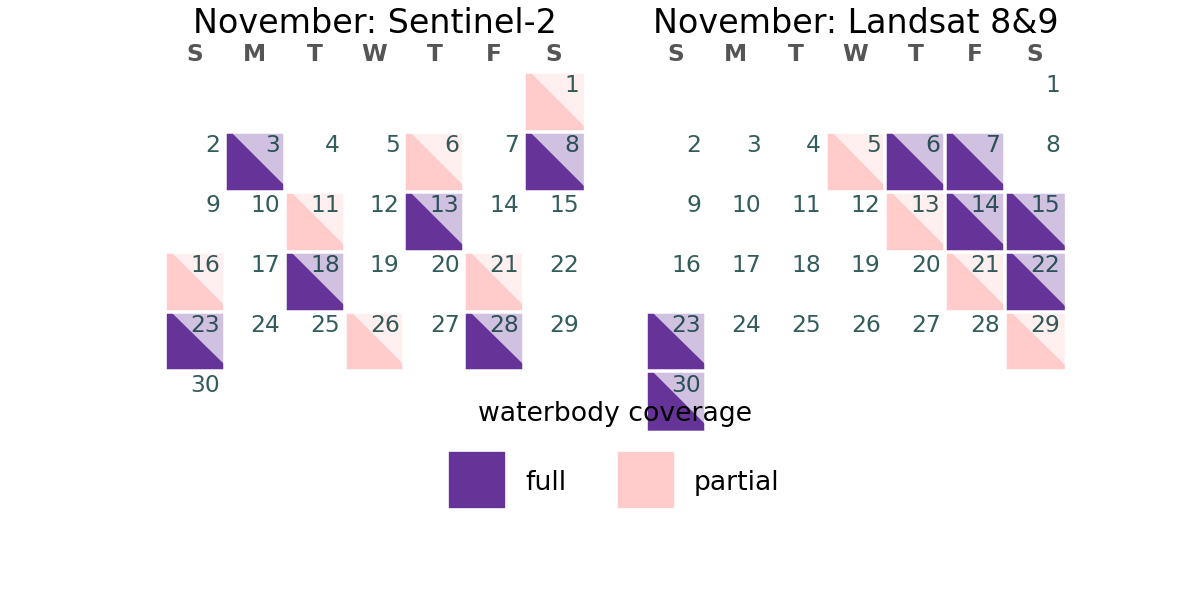 November: Sentinel-2
S M T W T F S
1
2 3 4 5 6 7 8
9 10 11 12 13 14 15
16 17 18 19 20 21 22
23 24 25 26 27 28 29
30
November: Landsat 8&9
S M T W T F S
1
2 3 4 5 6 7 8
9 10 11 12 13 14 15
16 17 18 19 20 21 22
23 24 25 26 27 28 29
30
waterbody coverage
full partial